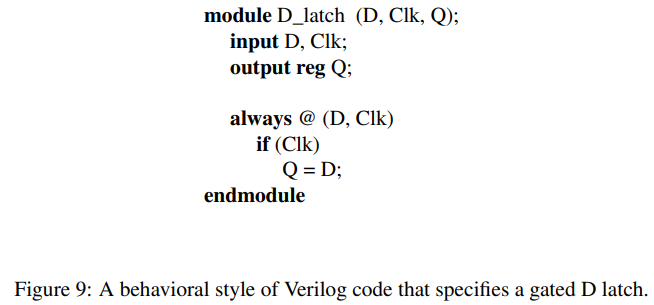 module D_latch (D, Clk, Q);
input D, Clk;
output reg Q;
always @ (D, Clk)
if (Clk)
Q = D;
endmodule
Figure 9: A behavioral style of Verilog code that specifies a gated D latch.